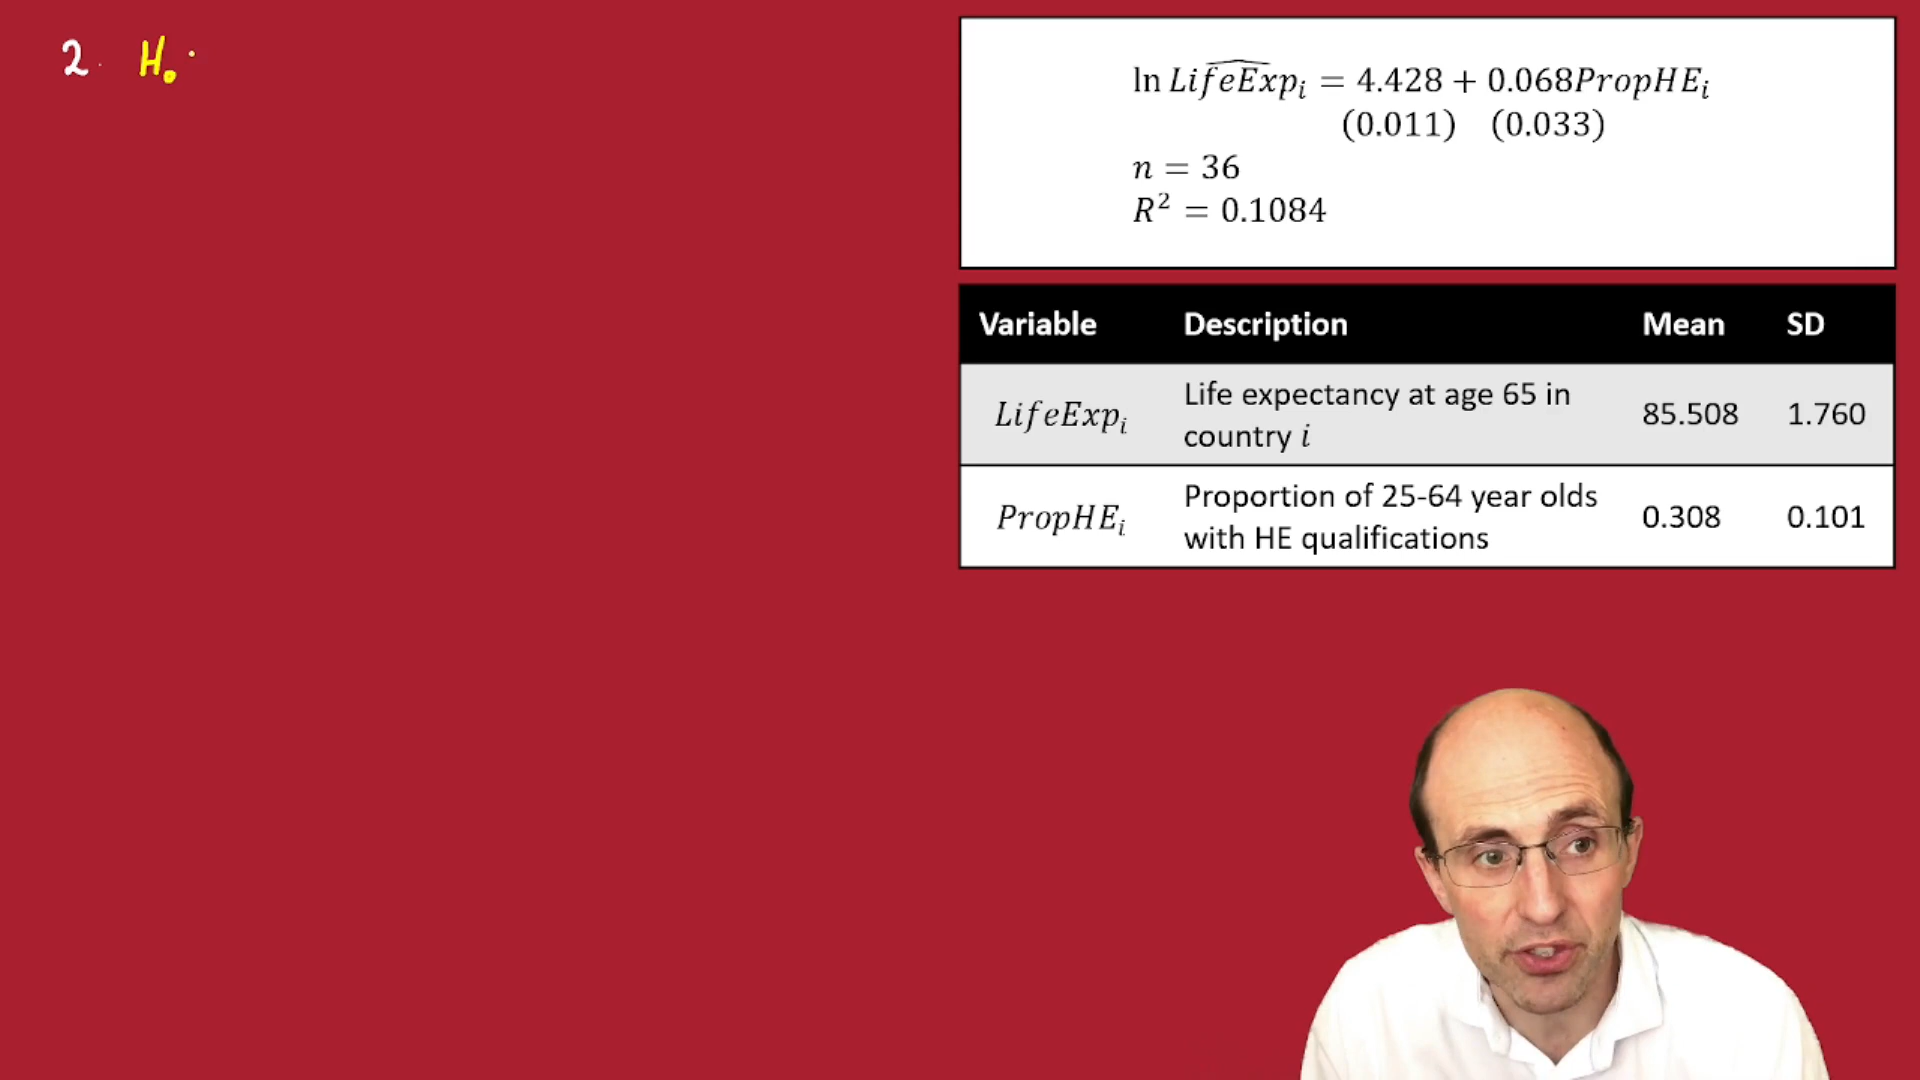 2. H₀:
ln LifeExpᵢ = 4.428 + 0.068PropHEᵢ
(0.011) (0.033)
n = 36
R² = 0.1084
Variable Description Mean SD
LifeExpᵢ Life expectancy at age 65 in country i 85.508 1.760
PropHEᵢ Proportion of 25-64 year olds with HE qualifications 0.308 0.101